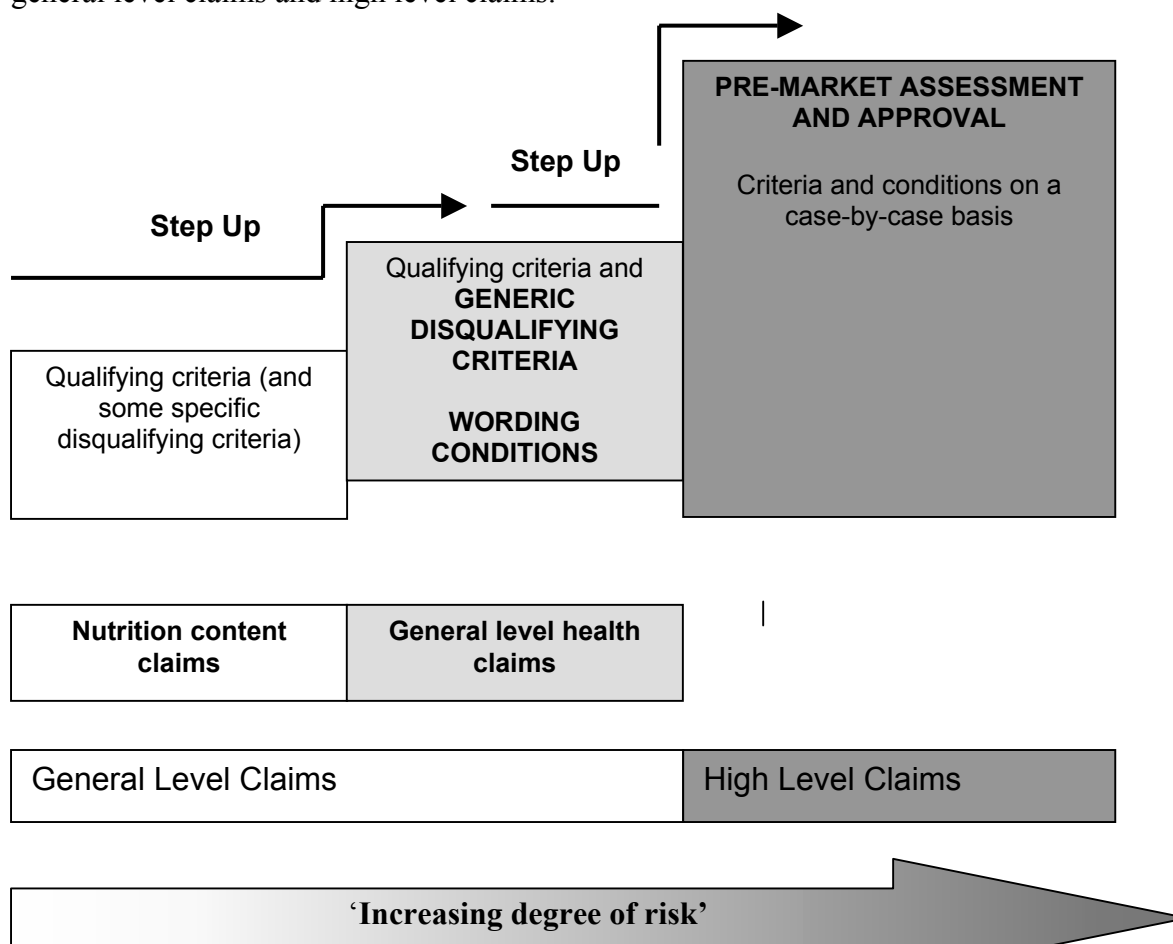 general level claims and high level claims.
PRE-MARKET ASSESSMENT
AND APPROVAL
Criteria and conditions on a
case-by-case basis
Step Up
Step Up
Qualifying criteria and
GENERIC
DISQUALIFYING
CRITERIA
WORDING
CONDITIONS
Qualifying criteria (and
some specific
disqualifying criteria)
Nutrition content
claims
General level health
claims
General Level Claims
High Level Claims
‘Increasing degree of risk’